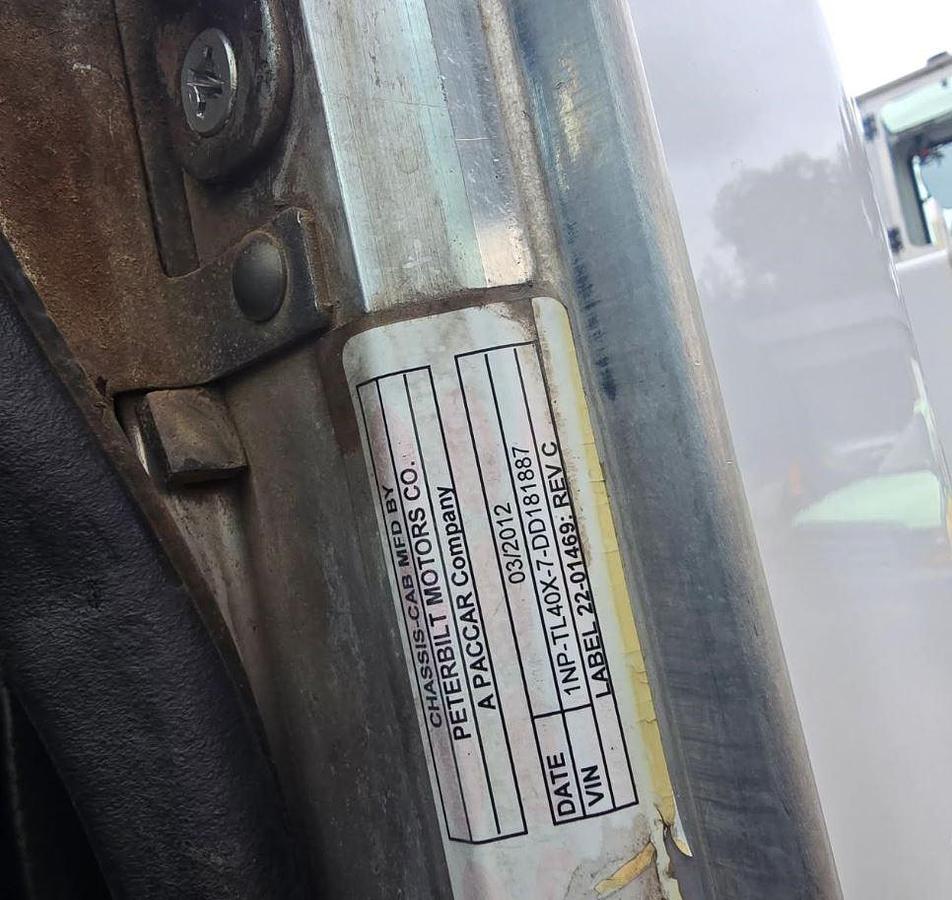 CHASSIS-CAB MFD BY
PETERBILT MOTORS CO.
A PACCAR Company
DATE 03/2012
VIN 1NP-TL40X-7-DD181887
LABEL 22-01469: REV C